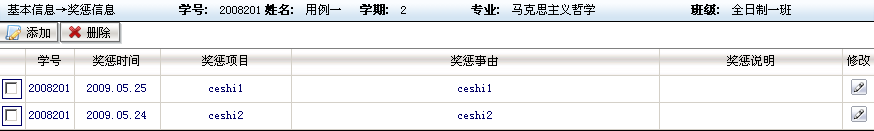 基本信息→奖惩信息 学号: 2008201 姓名: 用例一 学期: 2 专业: 马克思主义哲学 班级: 全日制一班
添加 删除
学号 奖惩时间 奖惩项目 奖惩事由 奖惩说明 修改
2008201 2009.05.25 ceshi1 ceshi1
2008201 2009.05.24 ceshi2 ceshi2